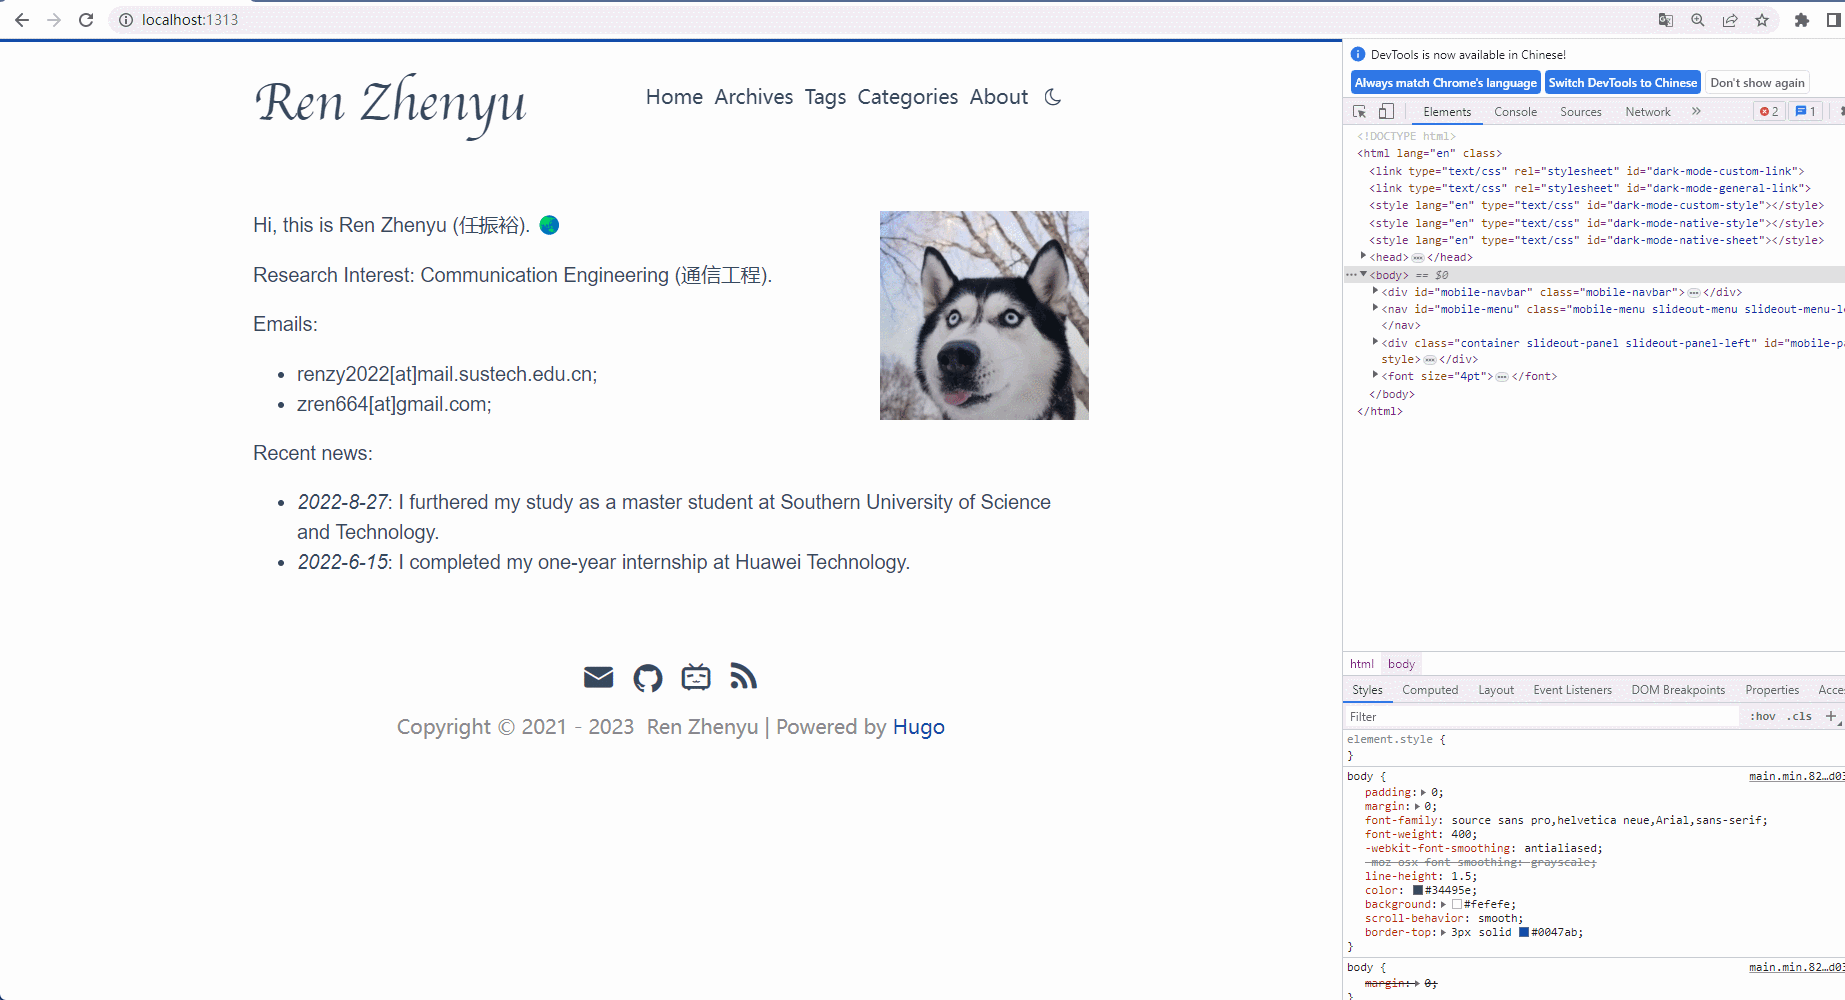 localhost:1313
Ren Zhenyu
Home Archives Tags Categories About
Hi, this is Ren Zhenyu (任振裕).
Research Interest: Communication Engineering (通信工程).
Emails:
renzy2022[at]mail.sustech.edu.cn;
zren664[at]gmail.com;
Recent news:
2022-8-27: I furthered my study as a master student at Southern University of Science
and Technology.
2022-6-15: I completed my one-year internship at Huawei Technology.
Copyright © 2021 - 2023 Ren Zhenyu | Powered by Hugo
DevTools is now available in Chinese!
Always match Chrome's language Switch DevTools to Chinese Don't show again
Elements Console Sources Network » 2 1
<!DOCTYPE html>
<html lang="en" class>
<link type="text/css" rel="stylesheet" id="dark-mode-custom-link">
<link type="text/css" rel="stylesheet" id="dark-mode-general-link">
<style lang="en" type="text/css" id="dark-mode-custom-style"></style>
<style lang="en" type="text/css" id="dark-mode-native-style"></style>
<style lang="en" type="text/css" id="dark-mode-native-sheet"></style>
<head>…</head>
…<body> == $0
<div id="mobile-navbar" class="mobile-navbar">…</div>
<nav id="mobile-menu" class="mobile-menu slideout-menu slideout-menu-l
</nav>
<div class="container slideout-panel slideout-panel-left" id="mobile-p
style>…</div>
<font size="4pt">…</font>
</body>
</html>
html body
Styles Computed Layout Event Listeners DOM Breakpoints Properties Acce
Filter :hov .cls +
element.style {
}
body { main.min.82…d03
padding: 0;
margin: 0;
font-family: source sans pro,helvetica neue,Arial,sans-serif;
font-weight: 400;
-webkit-font-smoothing: antialiased;
-moz-osx-font-smoothing: grayscale;
line-height: 1.5;
color: #34495e;
background: #fefefe;
scroll-behavior: smooth;
border-top: 3px solid #0047ab;
}
body { main.min.82…d03
margin: 0;
}